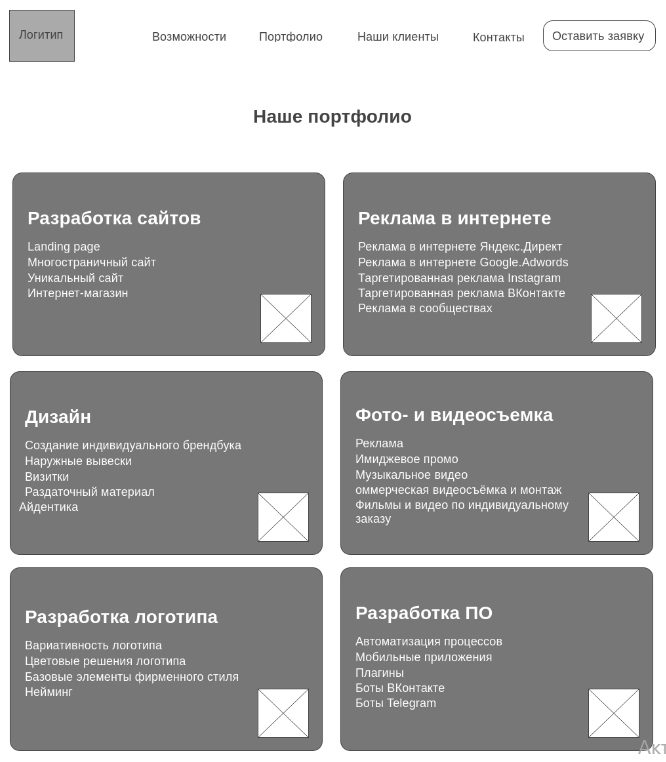 Логитип
Возможности
Портфолио
Наши клиенты
Контакты
Оставить заявку
Наше портфолио
Разработка сайтов
Landing page
Многостраничный сайт
Уникальный сайт
Интернет-магазин
Реклама в интернете
Реклама в интернете Яндекс.Директ
Реклама в интернете Google.Adwords
Таргетированная реклама Instagram
Таргетированная реклама ВКонтакте
Реклама в сообществах
Дизайн
Создание индивидуального брендбука
Наружные вывески
Визитки
Раздаточный материал
Айдентика
Фото- и видеосъемка
Реклама
Имиджевое промо
Музыкальное видео
оммерческая видеосъёмка и монтаж
Фильмы и видео по индивидуальному
заказу
Разработка логотипа
Вариативность логотипа
Цветовые решения логотипа
Базовые элементы фирменного стиля
Нейминг
Разработка ПО
Автоматизация процессов
Мобильные приложения
Плагины
Боты ВКонтакте
Боты Telegram